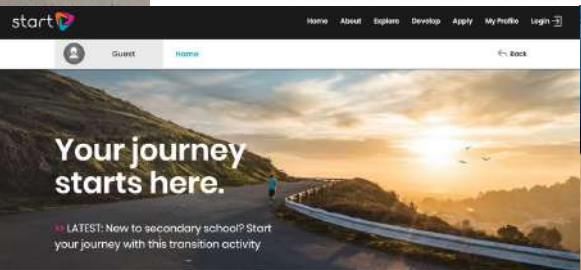 start
Home About Explore Develop Apply My Profile Login
Guest Home Back
Your journey
starts here.
>> LATEST: New to secondary school? Start
your journey with this transition activity